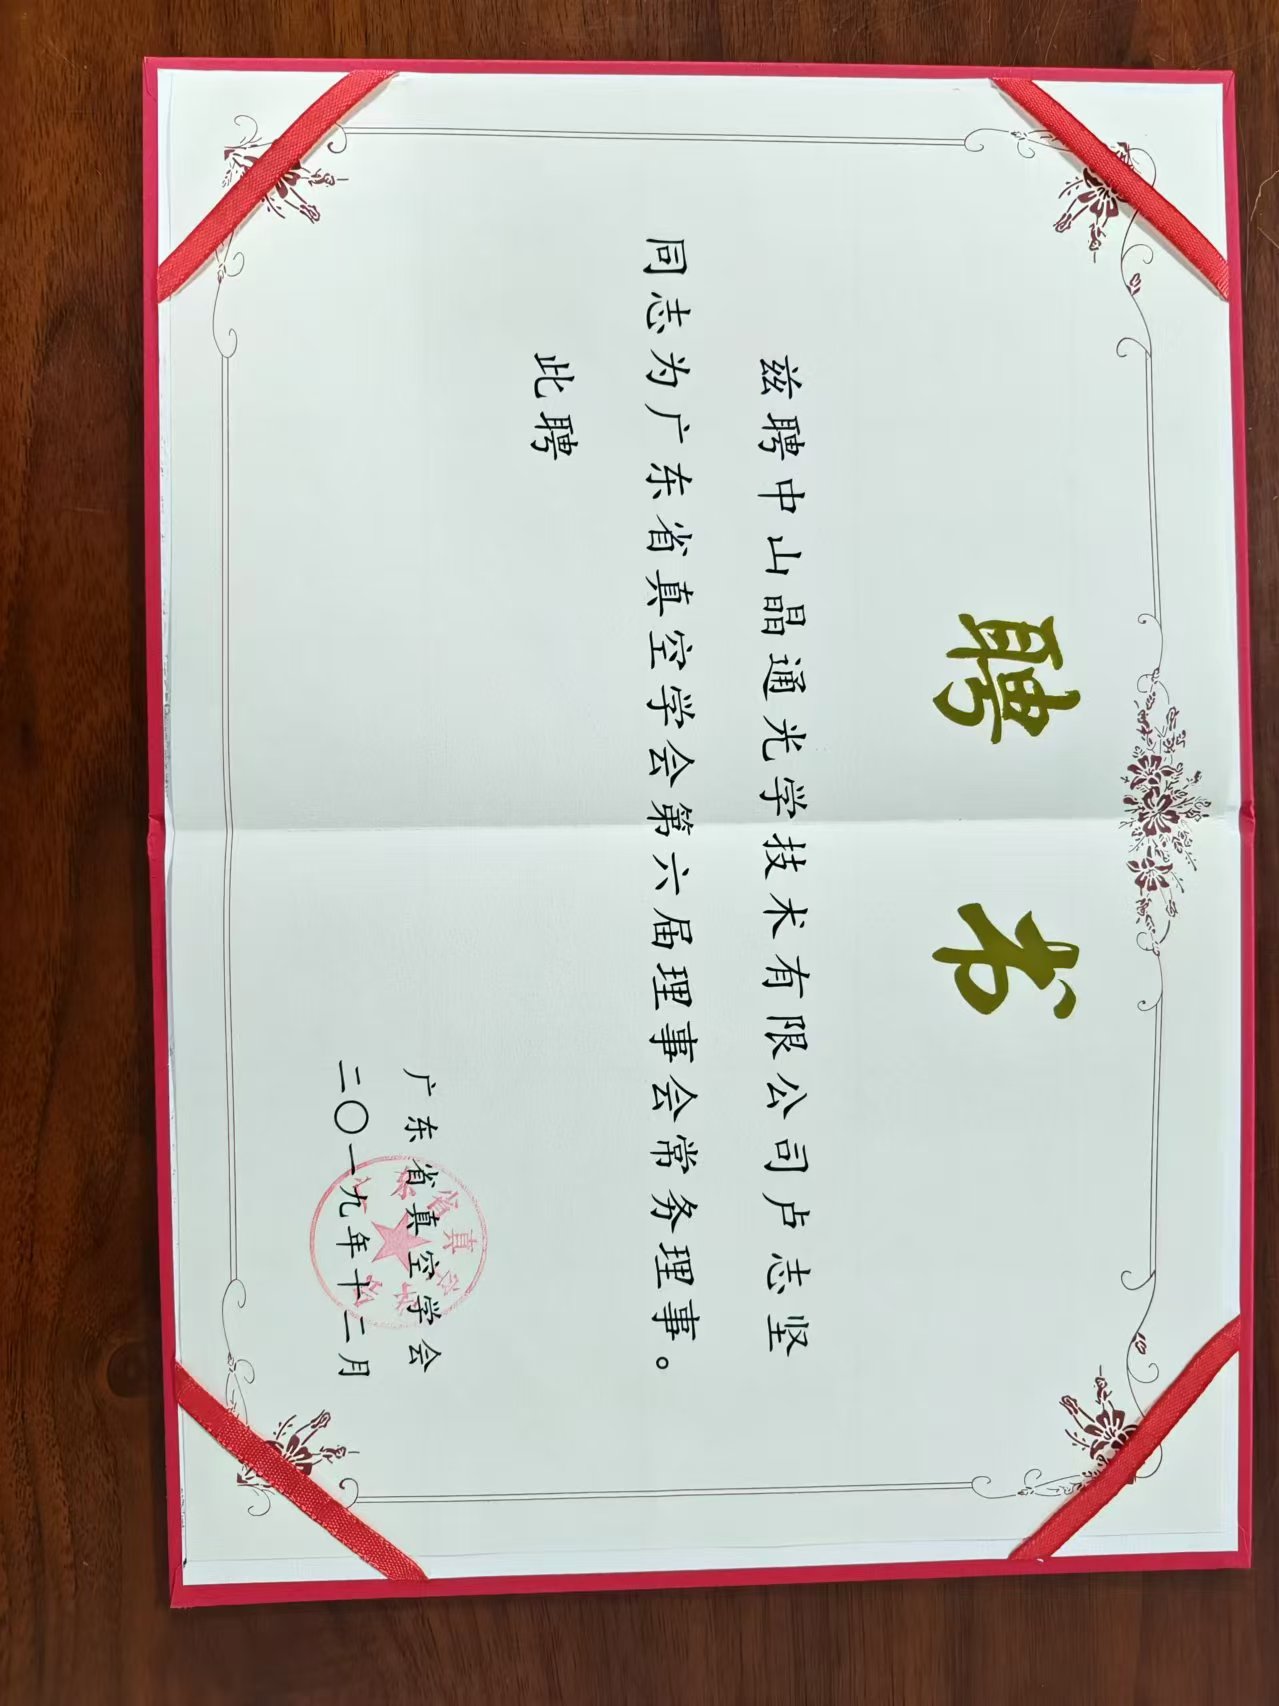 聘书
兹聘中山晶通光学技术有限公司卢志坚
同志为广东省真空学会第六届理事会常务理事。
此聘
广东省真空学会
二〇一九年十二月
广东省真空学会